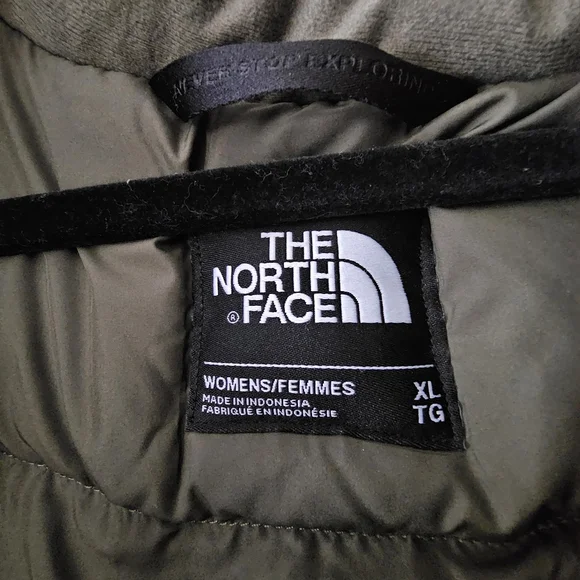 NEVER STOP EXPLORING
THE
NORTH
® FACE
WOMENS/FEMMES XL
MADE IN INDONESIA
FABRIQUÉ EN INDONÉSIE TG